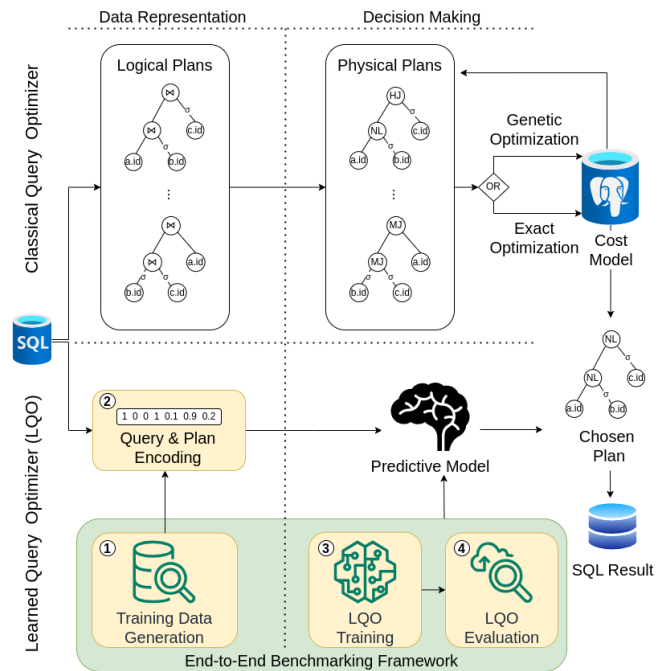 Data Representation
Decision Making
Classical Query Optimizer
Logical Plans
⋈
σ
⋈
c.id
σ
a.id
b.id
...
⋈
⋈
a.id
σ
σ
b.id
c.id
Physical Plans
HJ
σ
NL
c.id
σ
a.id
b.id
...
MJ
MJ
a.id
σ
σ
b.id
c.id
Genetic
Optimization
OR
Exact
Optimization
Cost
Model
SQL
Learned Query Optimizer (LQO)
2
1 0 0 1 0.1 0.9 0.2
Query & Plan
Encoding
Predictive Model
NL
σ
NL
c.id
σ
a.id
b.id
Chosen
Plan
SQL Result
1
Training Data
Generation
3
LQO
Training
4
LQO
Evaluation
End-to-End Benchmarking Framework